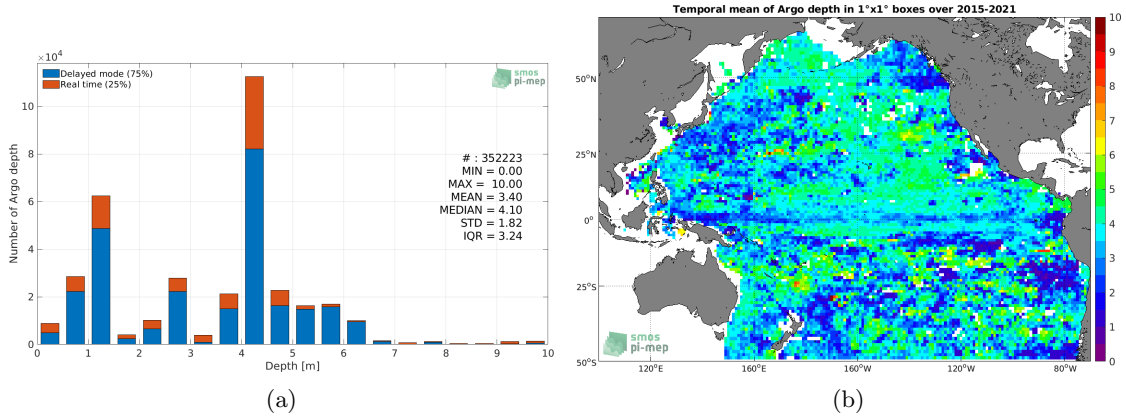 ×10⁴
Delayed mode (75%)
Real time (25%)
smos
pi-mep
# : 352223
MIN = 0.00
MAX = 10.00
MEAN = 3.40
MEDIAN = 4.10
STD = 1.82
IQR = 3.24
Number of Argo depth
10
8
6
4
2
0
0 1 2 3 4 5 6 7 8 9 10
Depth [m]
(a)
Temporal mean of Argo depth in 1°x1° boxes over 2015-2021
50°N
25°N
0°
25°S
50°S
120°E 160°E 160°W 120°W 80°W
smos
pi-mep
10
9
8
7
6
5
4
3
2
1
0
(b)